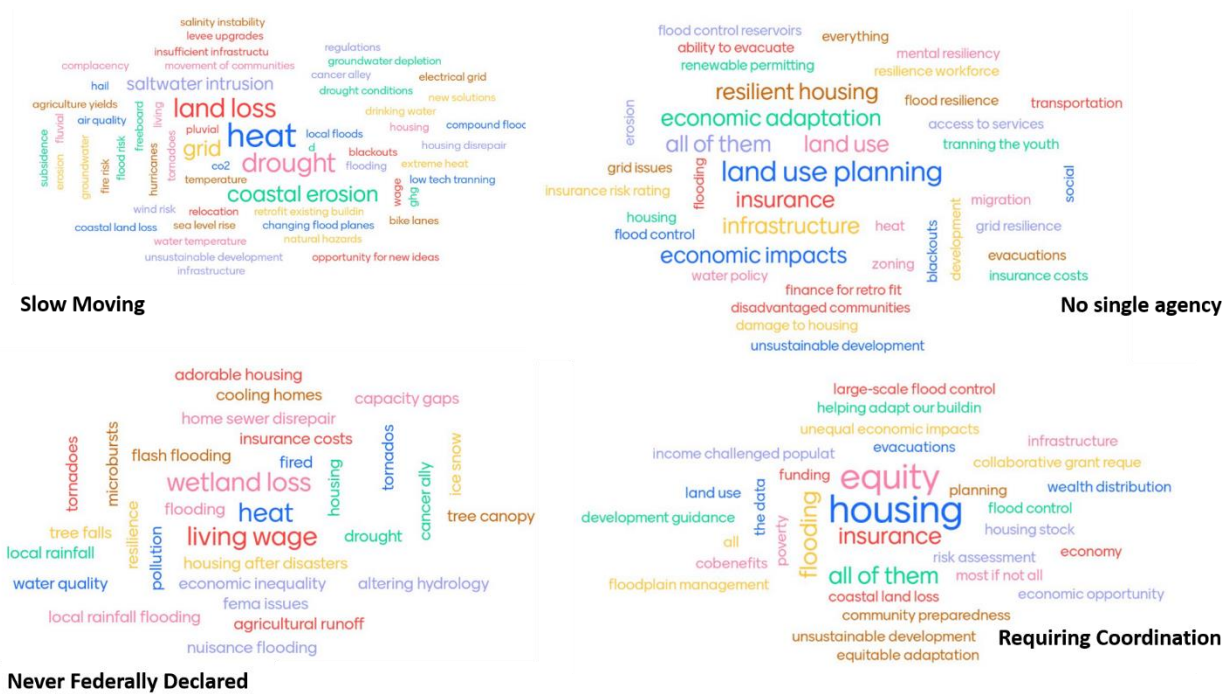 salinity instability
levee upgrades
insufficient infrastructu
regulations
complacency
movement of communities
groundwater depletion
hail
saltwater intrusion
cancer alley
electrical grid
drought conditions
agriculture yields
land loss
new solutions
air quality
drinking water
subsidence
fluvial
erosion
groundwater
fire risk
flood risk
freeboard
hurricanes
living
tornadoes
pluvial
heat
local floods
housing
compound flooc
grid
d
blackouts
housing disrepair
co2
drought
flooding
extreme heat
temperature
low tech tranning
coastal erosion
wage
ghg
wind risk
relocation
retrofit existing buildin
bike lanes
coastal land loss
sea level rise
changing flood planes
water temperature
natural hazards
unsustainable development
opportunity for new ideas
infrastructure
Slow Moving
flood control reservoirs
everything
ability to evacuate
mental resiliency
renewable permitting
resilience workforce
resilient housing
flood resilience
transportation
erosion
economic adaptation
access to services
all of them
land use
tranning the youth
grid issues
flooding
land use planning
social
insurance risk rating
insurance
migration
housing
infrastructure
heat
blackouts
development
grid resilience
flood control
economic impacts
zoning
evacuations
water policy
insurance costs
finance for retro fit
disadvantaged communities
damage to housing
unsustainable development
No single agency
adorable housing
cooling homes
capacity gaps
home sewer disrepair
tornadoes
microbursts
insurance costs
tornados
ice snow
flash flooding
fired
housing
cancer ally
wetland loss
flooding
heat
tree canopy
tree falls
resilience
living wage
drought
local rainfall
pollution
housing after disasters
water quality
economic inequality
altering hydrology
fema issues
local rainfall flooding
agricultural runoff
nuisance flooding
Never Federally Declared
large-scale flood control
helping adapt our buildin
unequal economic impacts
evacuations
infrastructure
income challenged populat
collaborative grant reque
funding
equity
planning
wealth distribution
land use
the data
flooding
housing
flood control
development guidance
poverty
insurance
housing stock
all
risk assessment
economy
cobenefits
all of them
most if not all
floodplain management
coastal land loss
economic opportunity
community preparedness
unsustainable development
Requiring Coordination
equitable adaptation